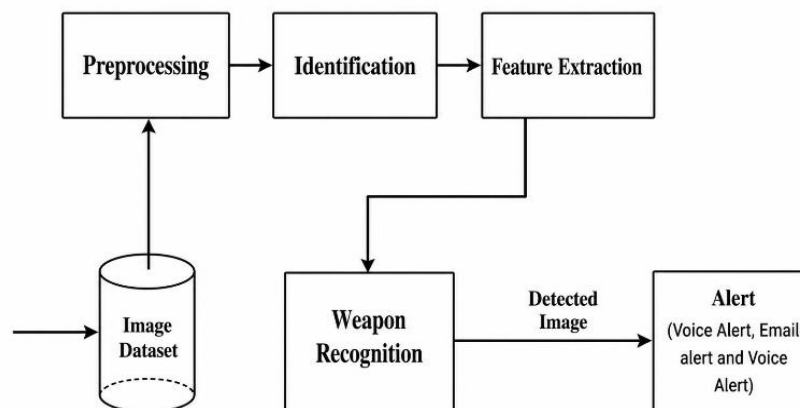 Preprocessing
Identification
Feature Extraction
Image
Dataset
Weapon
Recognition
Detected
Image
Alert
(Voice Alert, Email
alert and Voice
Alert)